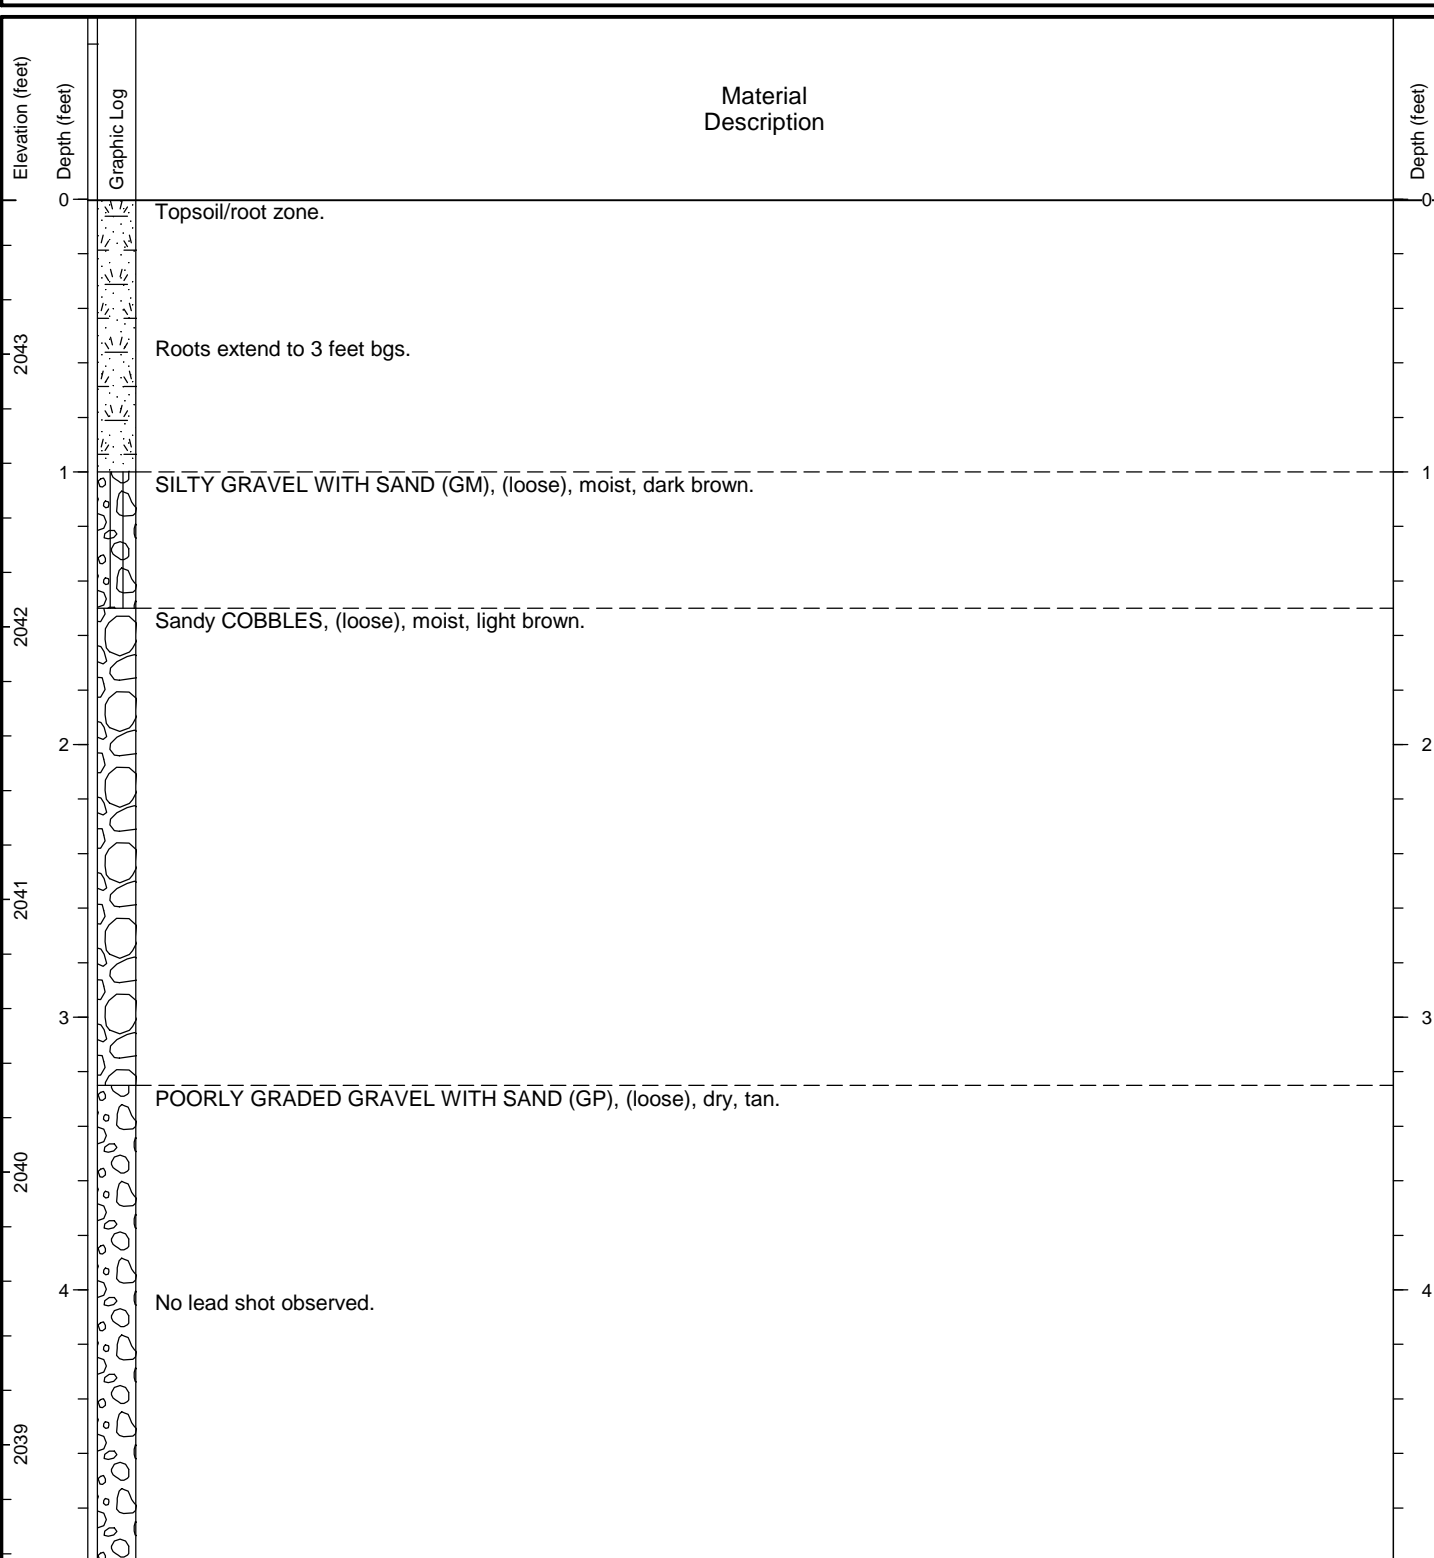 Elevation (feet)
Depth (feet)
Graphic Log
Material
Description
Depth (feet)
0
Topsoil/root zone.
0
2043
Roots extend to 3 feet bgs.
1
SILTY GRAVEL WITH SAND (GM), (loose), moist, dark brown.
1
2042
Sandy COBBLES, (loose), moist, light brown.
2
2
2041
3
3
POORLY GRADED GRAVEL WITH SAND (GP), (loose), dry, tan.
2040
4
No lead shot observed.
4
2039